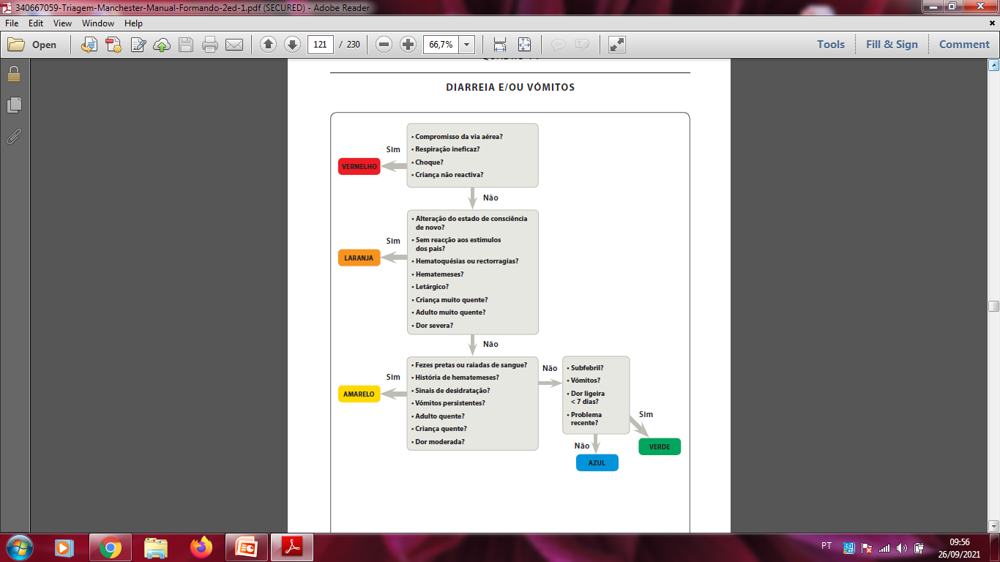 340667059-Triagem-Manchester-Manual-Formando-2ed-1.pdf (SECURED) - Adobe Reader
File Edit View Window Help
Open
121 / 230
66,7%
Tools Fill & Sign Comment
DIARREIA E/OU VÓMITOS
• Compromisso da via aérea?
• Respiração ineficaz?
• Choque?
• Criança não reactiva?
Sim
VERMELHO
Não
• Alteração do estado de consciência
de novo?
• Sem reacção aos estímulos
dos pais?
• Hematoquésias ou rectorragias?
• Hematemeses?
• Letárgico?
• Criança muito quente?
• Adulto muito quente?
• Dor severa?
Sim
LARANJA
Não
• Fezes pretas ou raiadas de sangue?
• História de hematemeses?
• Sinais de desidratação?
• Vómitos persistentes?
• Adulto quente?
• Criança quente?
• Dor moderada?
Sim
AMARELO
Não
• Subfebril?
• Vómitos?
• Dor ligeira
< 7 dias?
• Problema
recente?
Sim
VERDE
Não
AZUL
PT
09:56
26/09/2021